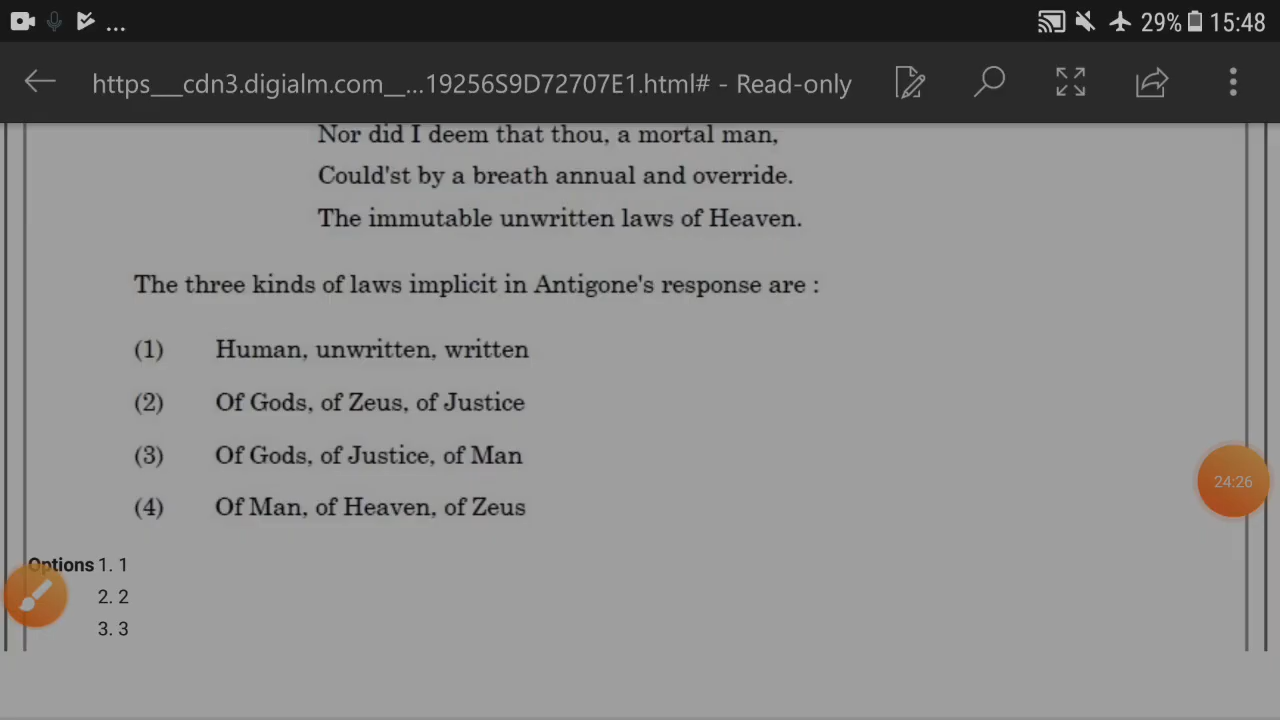 ... 29% 15:48
https___cdn3.digialm.com__...19256S9D72707E1.html# - Read-only
Nor did I deem that thou, a mortal man,
Could'st by a breath annual and override.
The immutable unwritten laws of Heaven.
The three kinds of laws implicit in Antigone's response are :
(1) Human, unwritten, written
(2) Of Gods, of Zeus, of Justice
(3) Of Gods, of Justice, of Man
(4) Of Man, of Heaven, of Zeus
24:26
Options 1. 1
2. 2
3. 3